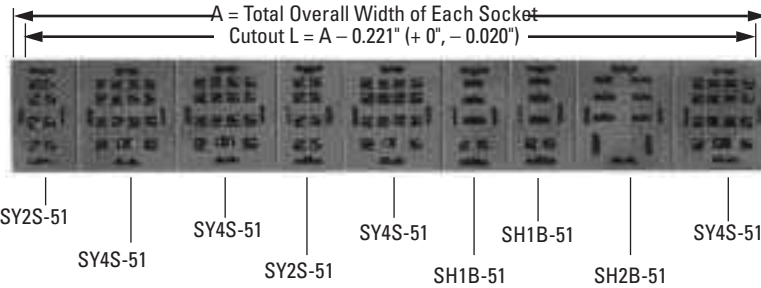 A = Total Overall Width of Each Socket
Cutout L = A – 0.221" (+ 0", – 0.020")
SY2S-51
SY4S-51
SY4S-51
SY2S-51
SY4S-51
SH1B-51
SH1B-51
SH2B-51
SY4S-51